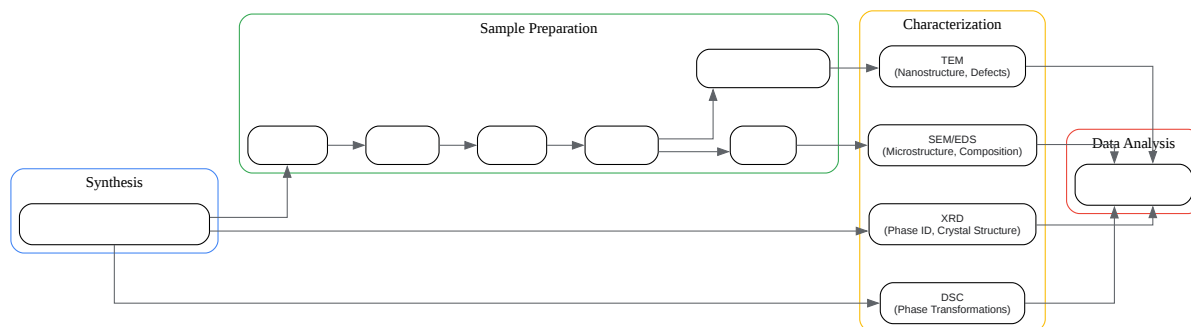 Sample Preparation
Characterization
TEM
(Nanostructure, Defects)
SEM/EDS
(Microstructure, Composition)
Data Analysis
Synthesis
XRD
(Phase ID, Crystal Structure)
DSC
(Phase Transformations)